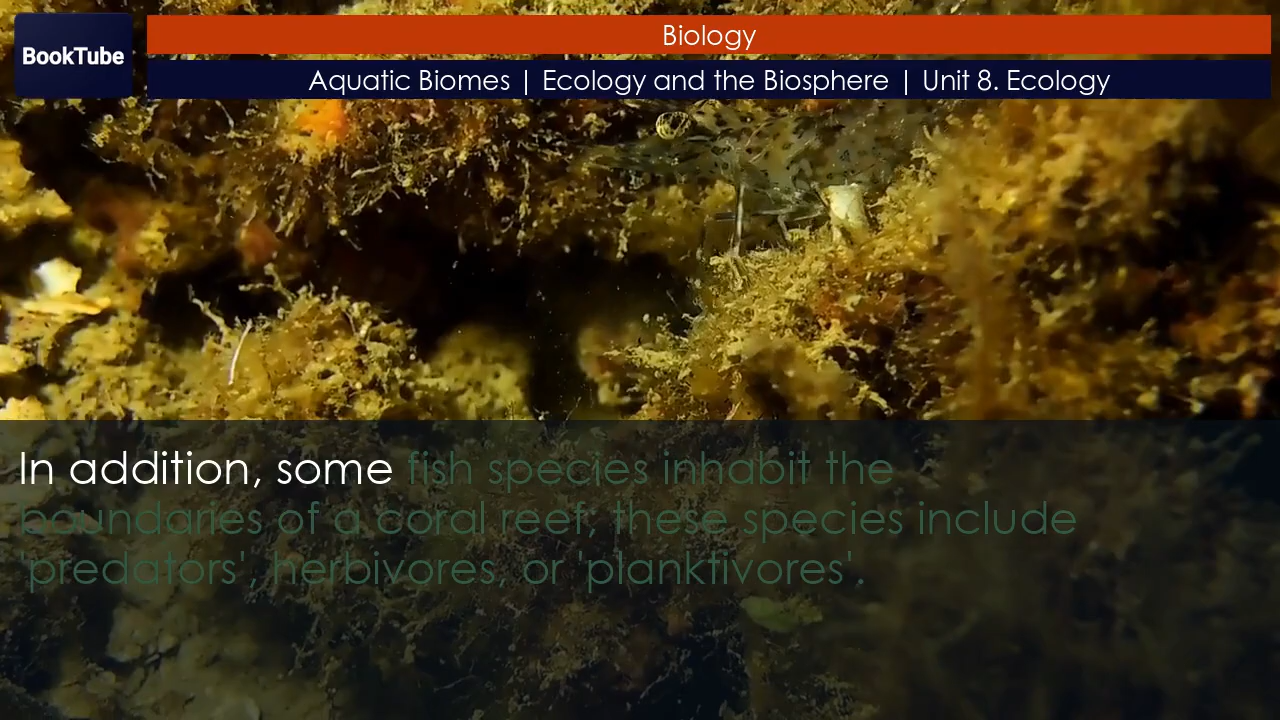 BookTube
Biology
Aquatic Biomes | Ecology and the Biosphere | Unit 8. Ecology
In addition, some fish species inhabit the
boundaries of a coral reef; these species include
'predators', herbivores, or 'planktivores'.